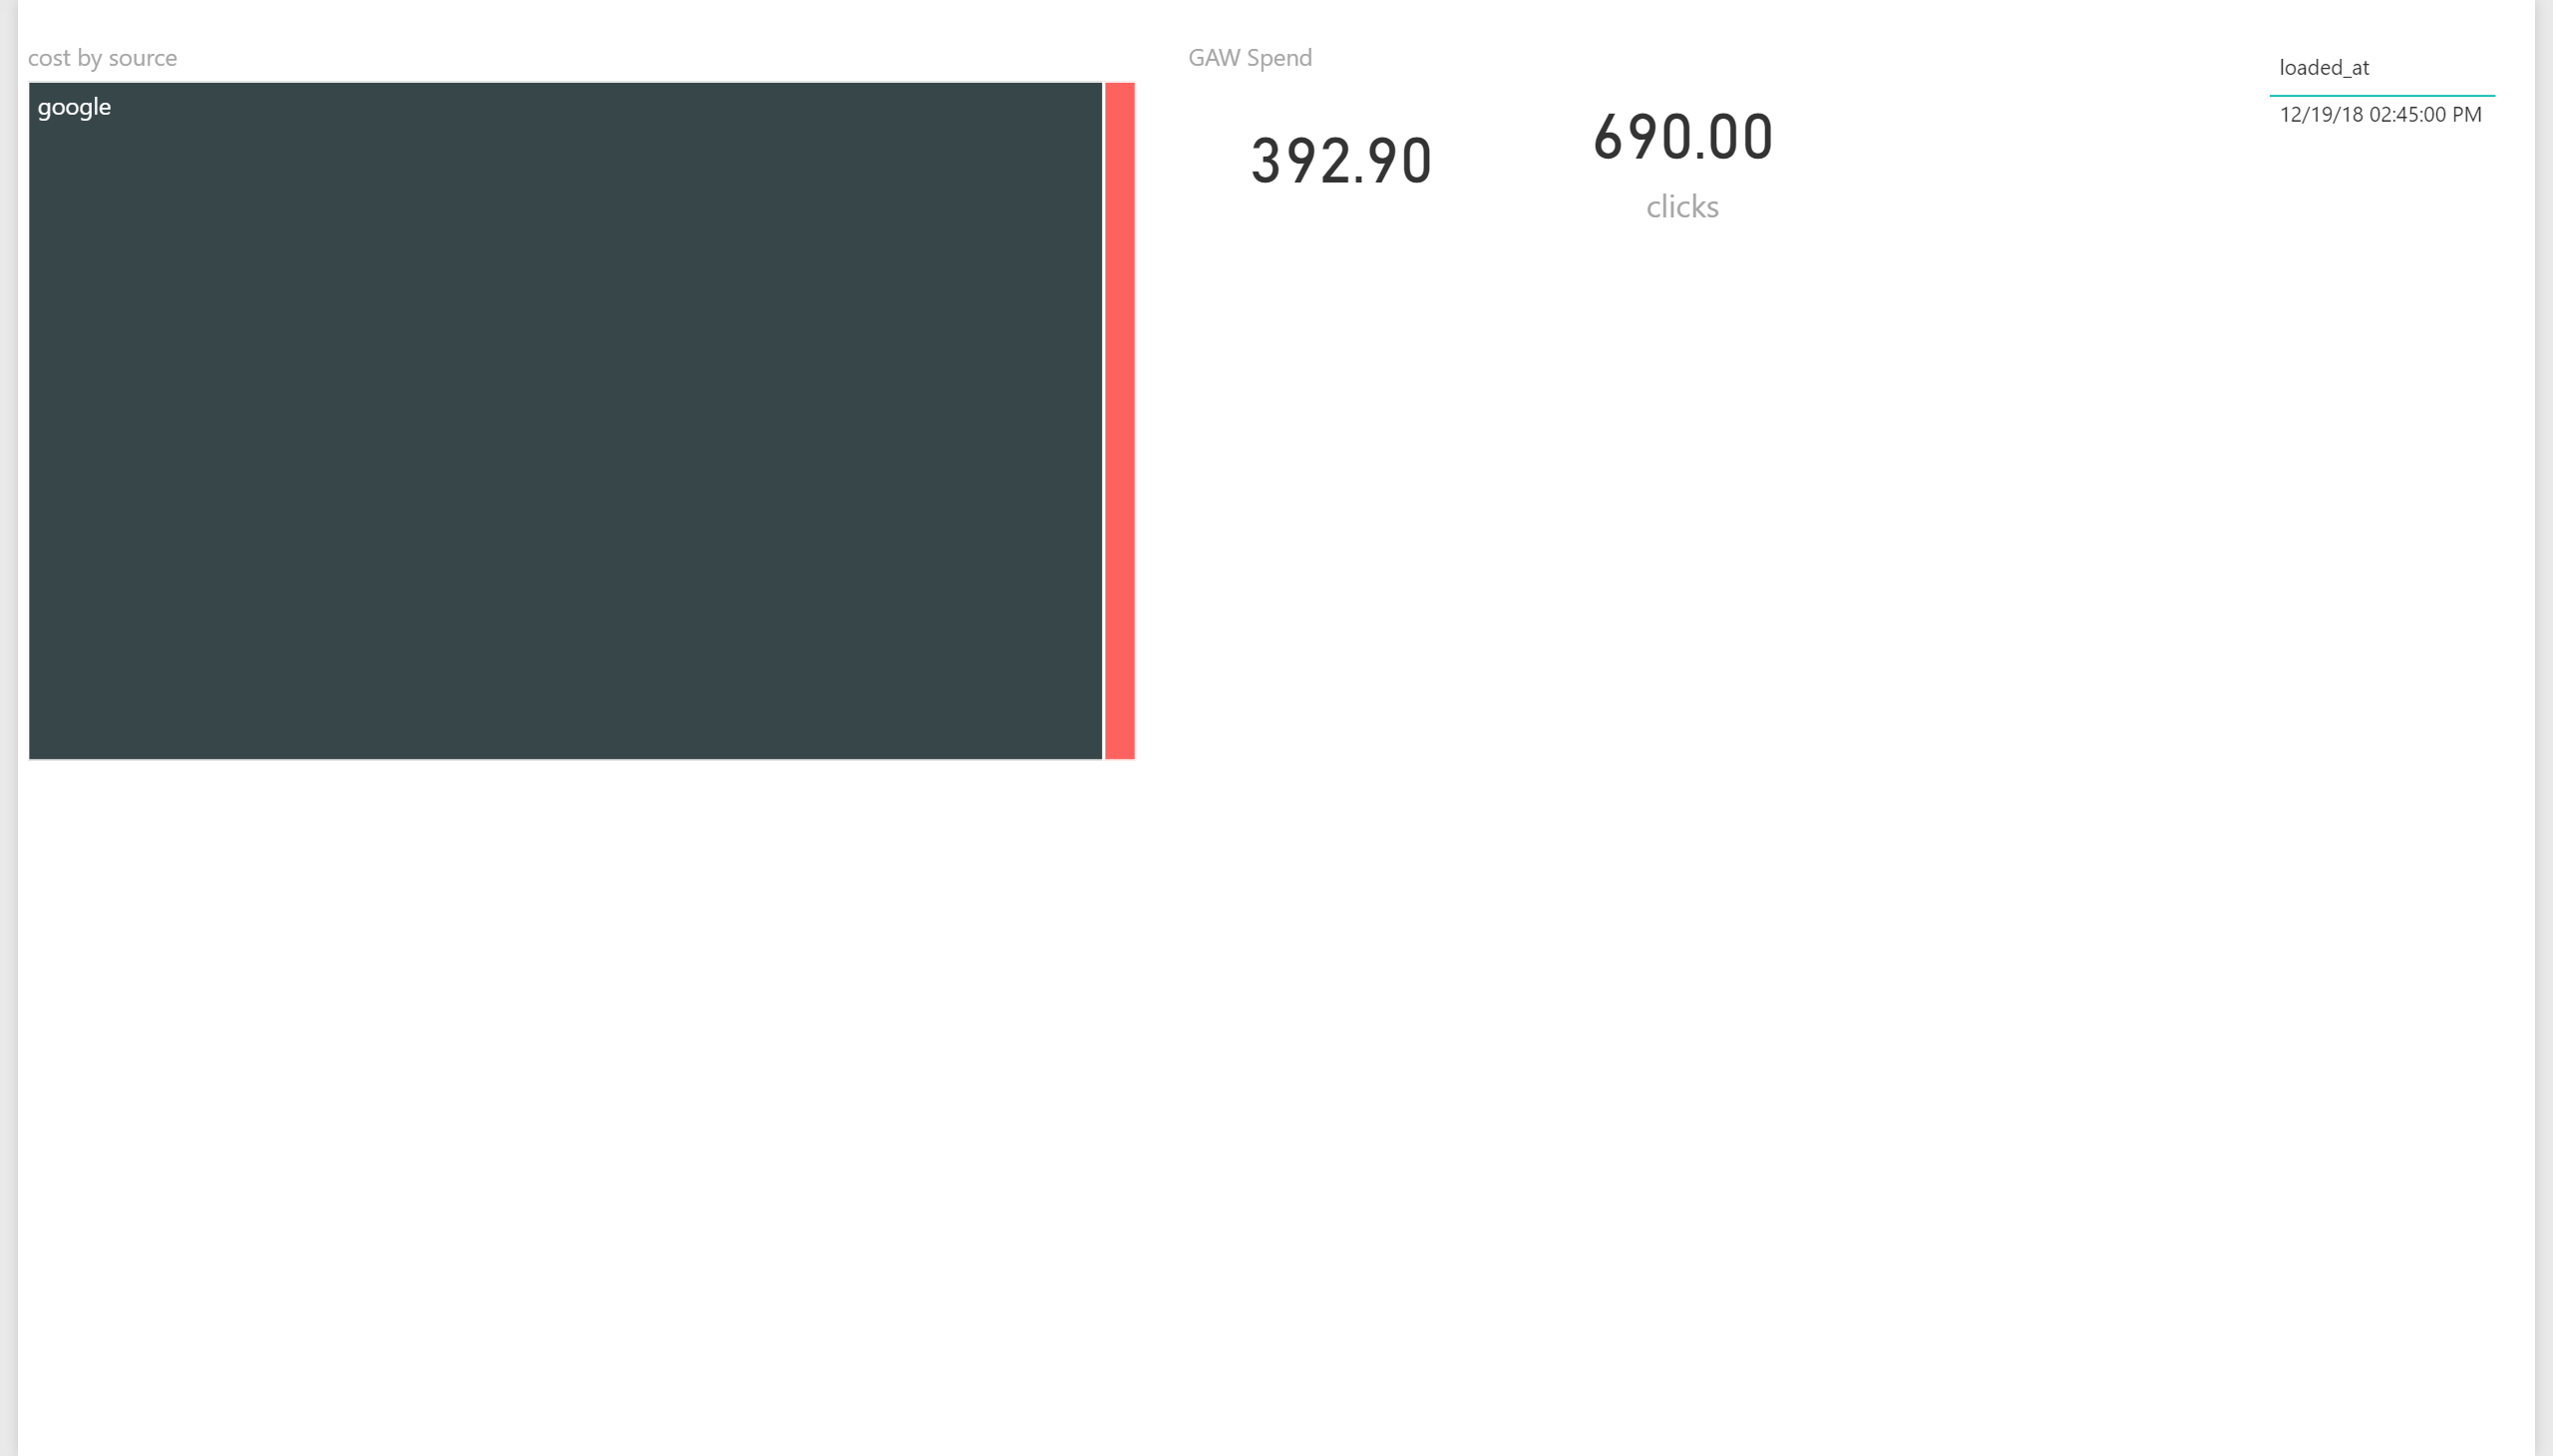 cost by source
google
GAW Spend
392.90
690.00
clicks
loaded_at
12/19/18 02:45:00 PM